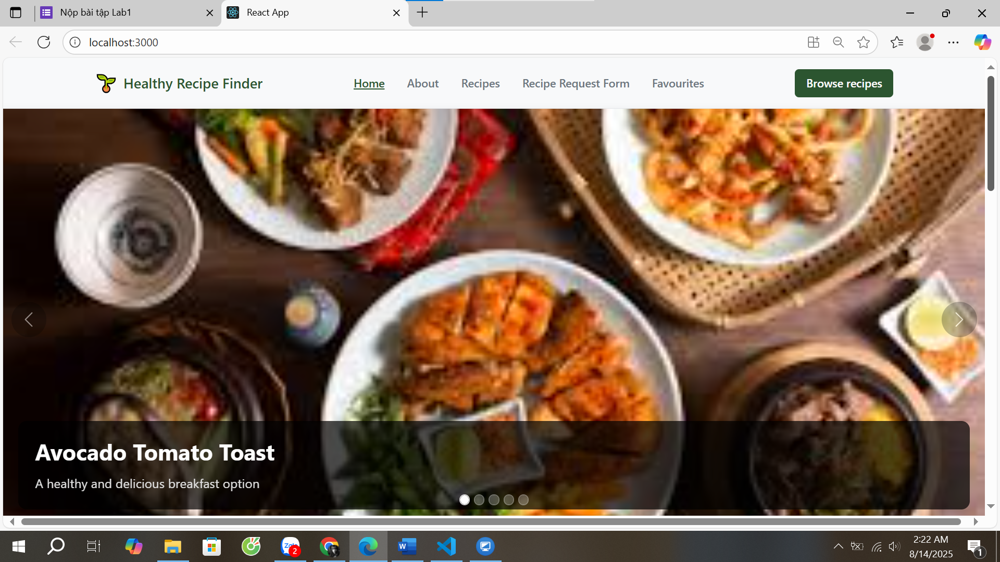 Nộp bài tập Lab1
React App
localhost:3000
Healthy Recipe Finder
Home
About
Recipes
Recipe Request Form
Favourites
Browse recipes
Avocado Tomato Toast
A healthy and delicious breakfast option
Zalo
2
W
2:22 AM
8/14/2025
1